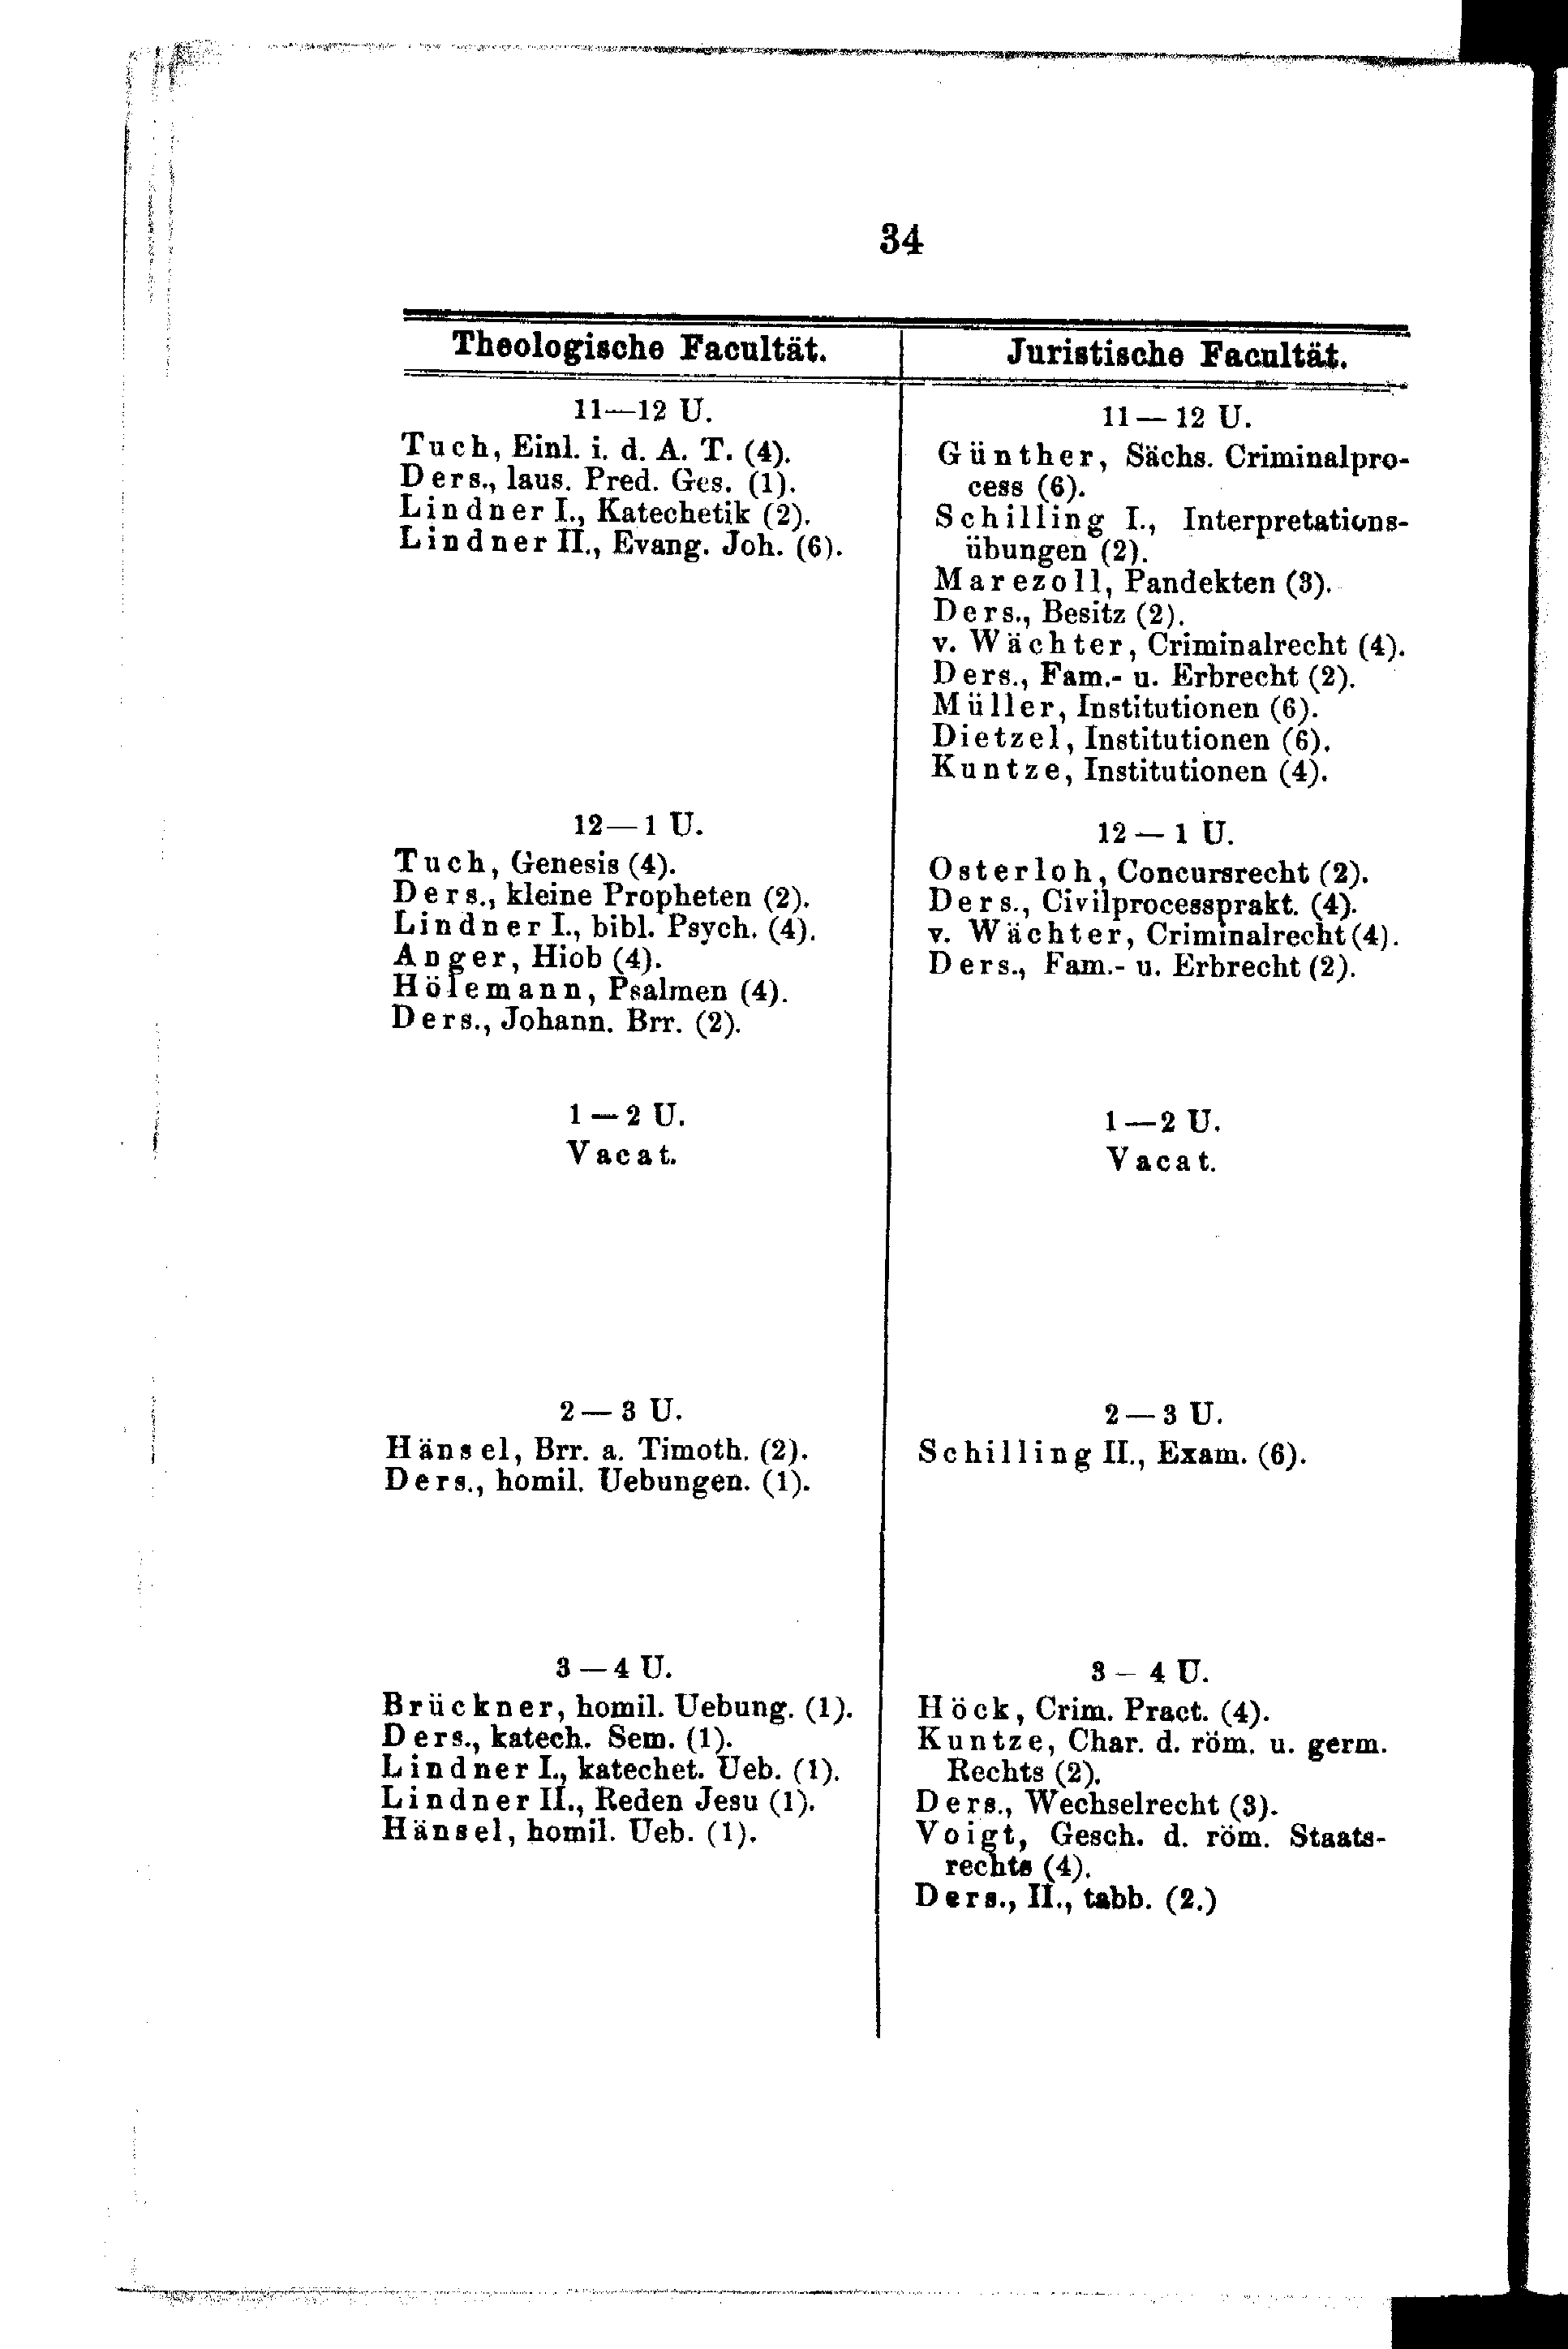 34
Theologische Facultät.
11—12 U.
Tuch, Einl. i. d. A. T. (4).
Ders., laus. Pred. Ges. (1).
Lindner I., Katechetik (2).
Lindner II., Evang. Joh. (6).
12—1 U.
Tuch, Genesis (4).
Ders., kleine Propheten (2).
Lindner I., bibl. Psych. (4).
Anger, Hiob (4).
Hölemann, Psalmen (4).
Ders., Johann. Brr. (2).
1—2 U.
Vacat.
2—3 U.
Hänsel, Brr. a. Timoth. (2).
Ders., homil. Uebungen. (1).
3—4 U.
Brückner, homil. Uebung. (1).
Ders., katech. Sem. (1).
Lindner I., katechet. Ueb. (1).
Lindner II., Reden Jesu (1).
Hänsel, homil. Ueb. (1).
Juristische Facultät.
11—12 U.
Günther, Sächs. Criminalpro-
cess (6).
Schilling I., Interpretations-
übungen (2).
Marezoll, Pandekten (3).
Ders., Besitz (2).
v. Wächter, Criminalrecht (4).
Ders., Fam.- u. Erbrecht (2).
Müller, Institutionen (6).
Dietzel, Institutionen (6).
Kuntze, Institutionen (4).
12—1 U.
Osterloh, Concursrecht (2).
Ders., Civilprocessprakt. (4).
v. Wächter, Criminalrecht (4).
Ders., Fam.- u. Erbrecht (2).
1—2 U.
Vacat.
2—3 U.
Schilling II., Exam. (6).
3—4 U.
Höck, Crim. Pract. (4).
Kuntze, Char. d. röm. u. germ.
Rechts (2).
Ders., Wechselrecht (3).
Voigt, Gesch. d. röm. Staats-
rechts (4).
Ders., II., tabb. (2.)